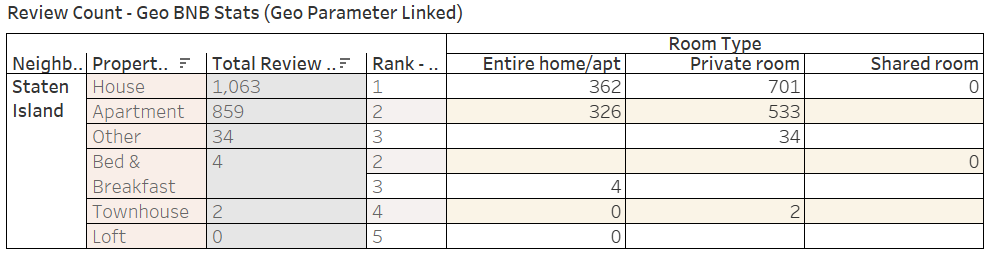 Review Count - Geo BNB Stats (Geo Parameter Linked)
Room Type
Neighb.. Propert.. Total Review .. Rank - .. Entire home/apt Private room Shared room
Staten Island House 1,063 1 362 701 0
Apartment 859 2 326 533
Other 34 3 34
Bed & Breakfast 4 2 0
3 4
Townhouse 2 4 0 2
Loft 0 5 0